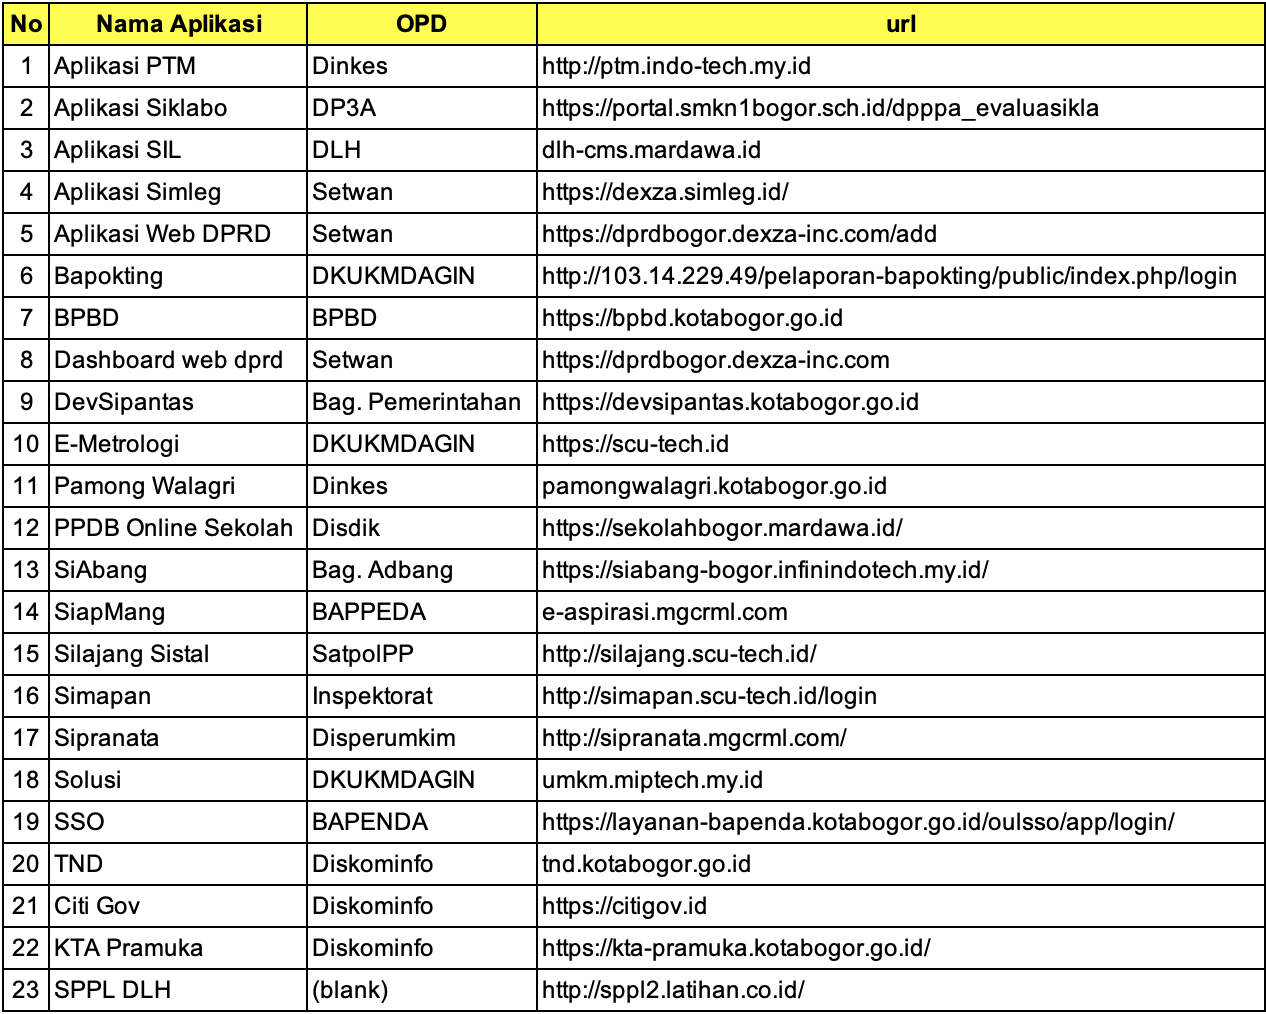 No Nama Aplikasi OPD url
1 Aplikasi PTM Dinkes http://ptm.indo-tech.my.id
2 Aplikasi Siklabo DP3A https://portal.smkn1bogor.sch.id/dpppa_evaluasikla
3 Aplikasi SIL DLH dlh-cms.mardawa.id
4 Aplikasi Simleg Setwan https://dexza.simleg.id/
5 Aplikasi Web DPRD Setwan https://dprdbogor.dexza-inc.com/add
6 Bapokting DKUKMDAGIN http://103.14.229.49/pelaporan-bapokting/public/index.php/login
7 BPBD BPBD https://bpbd.kotabogor.go.id
8 Dashboard web dprd Setwan https://dprdbogor.dexza-inc.com
9 DevSipantas Bag. Pemerintahan https://devsipantas.kotabogor.go.id
10 E-Metrologi DKUKMDAGIN https://scu-tech.id
11 Pamong Walagri Dinkes pamongwalagri.kotabogor.go.id
12 PPDB Online Sekolah Disdik https://sekolahbogor.mardawa.id/
13 SiAbang Bag. Adbang https://siabang-bogor.infinindotech.my.id/
14 SiapMang BAPPEDA e-aspirasi.mgcrml.com
15 Silajang Sistal SatpolPP http://silajang.scu-tech.id/
16 Simapan Inspektorat http://simapan.scu-tech.id/login
17 Sipranata Disperumkim http://sipranata.mgcrml.com/
18 Solusi DKUKMDAGIN umkm.miptech.my.id
19 SSO BAPENDA https://layanan-bapenda.kotabogor.go.id/oulsso/app/login/
20 TND Diskominfo tnd.kotabogor.go.id
21 Citi Gov Diskominfo https://citigov.id
22 KTA Pramuka Diskominfo https://kta-pramuka.kotabogor.go.id/
23 SPPL DLH (blank) http://sppl2.latihan.co.id/